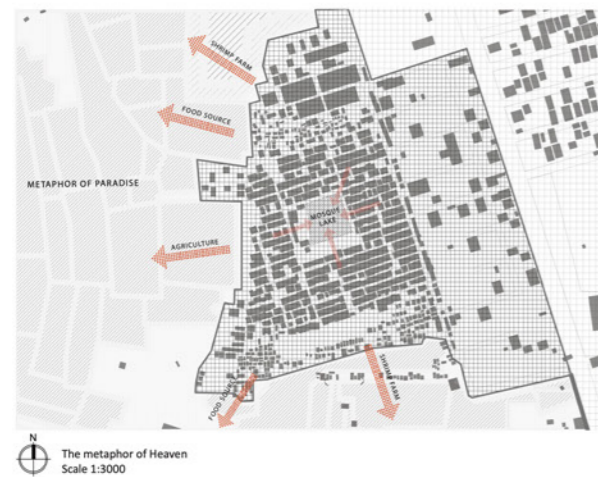 SHRIMP FARM
FOOD SOURCE
METAPHOR OF PARADISE
MOSQUE
LAKE
AGRICULTURE
SHRIMP FARM
FOOD SOURCE
N
The metaphor of Heaven
Scale 1:3000